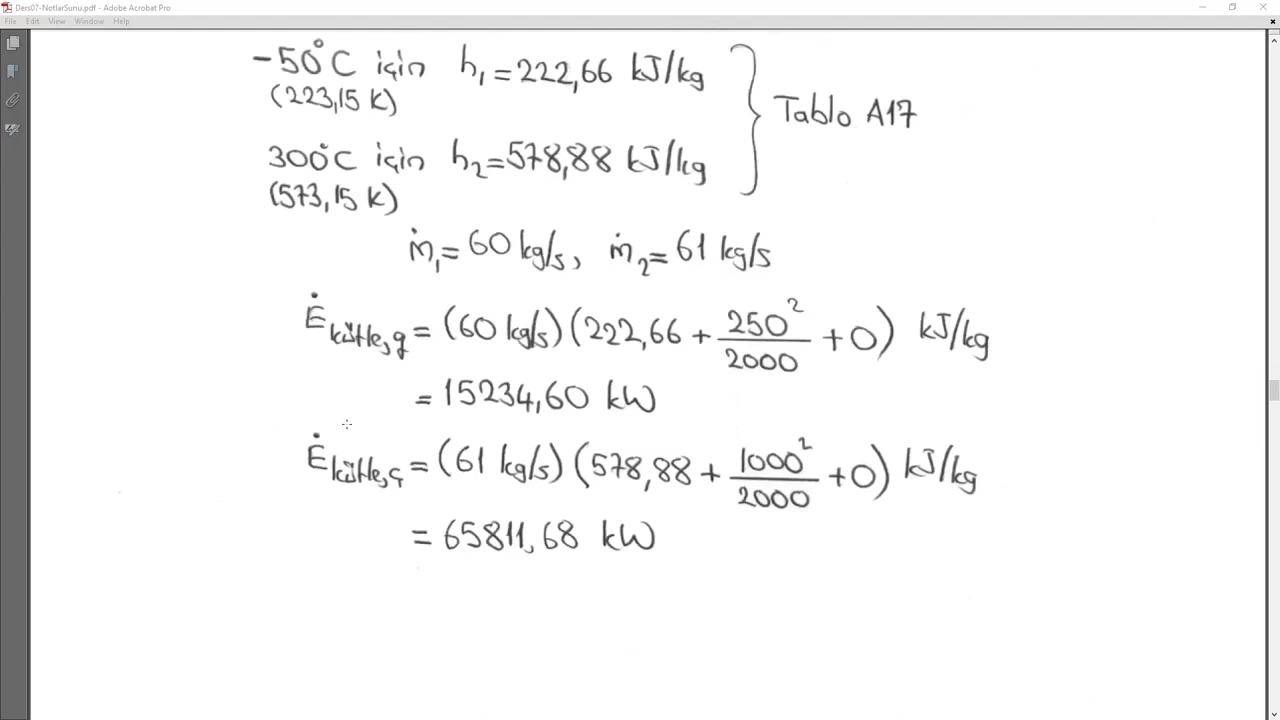 Ders07-NotlarSunu.pdf - Adobe Acrobat Pro
File Edit View Window Help
-50°C için h₁=222,66 kJ/kg
(223,15 K)
Tablo A17
300°C için h₂=578,88 kJ/kg
(573,15 K)
ṁ₁=60 kg/s, ṁ₂=61 kg/s
Ė kütle,g = (60 kg/s)(222,66 + 250²/2000 + 0) kJ/kg
= 15234,60 kW
Ė kütle,ç = (61 kg/s)(578,88 + 1000²/2000 + 0) kJ/kg
= 65811,68 kW